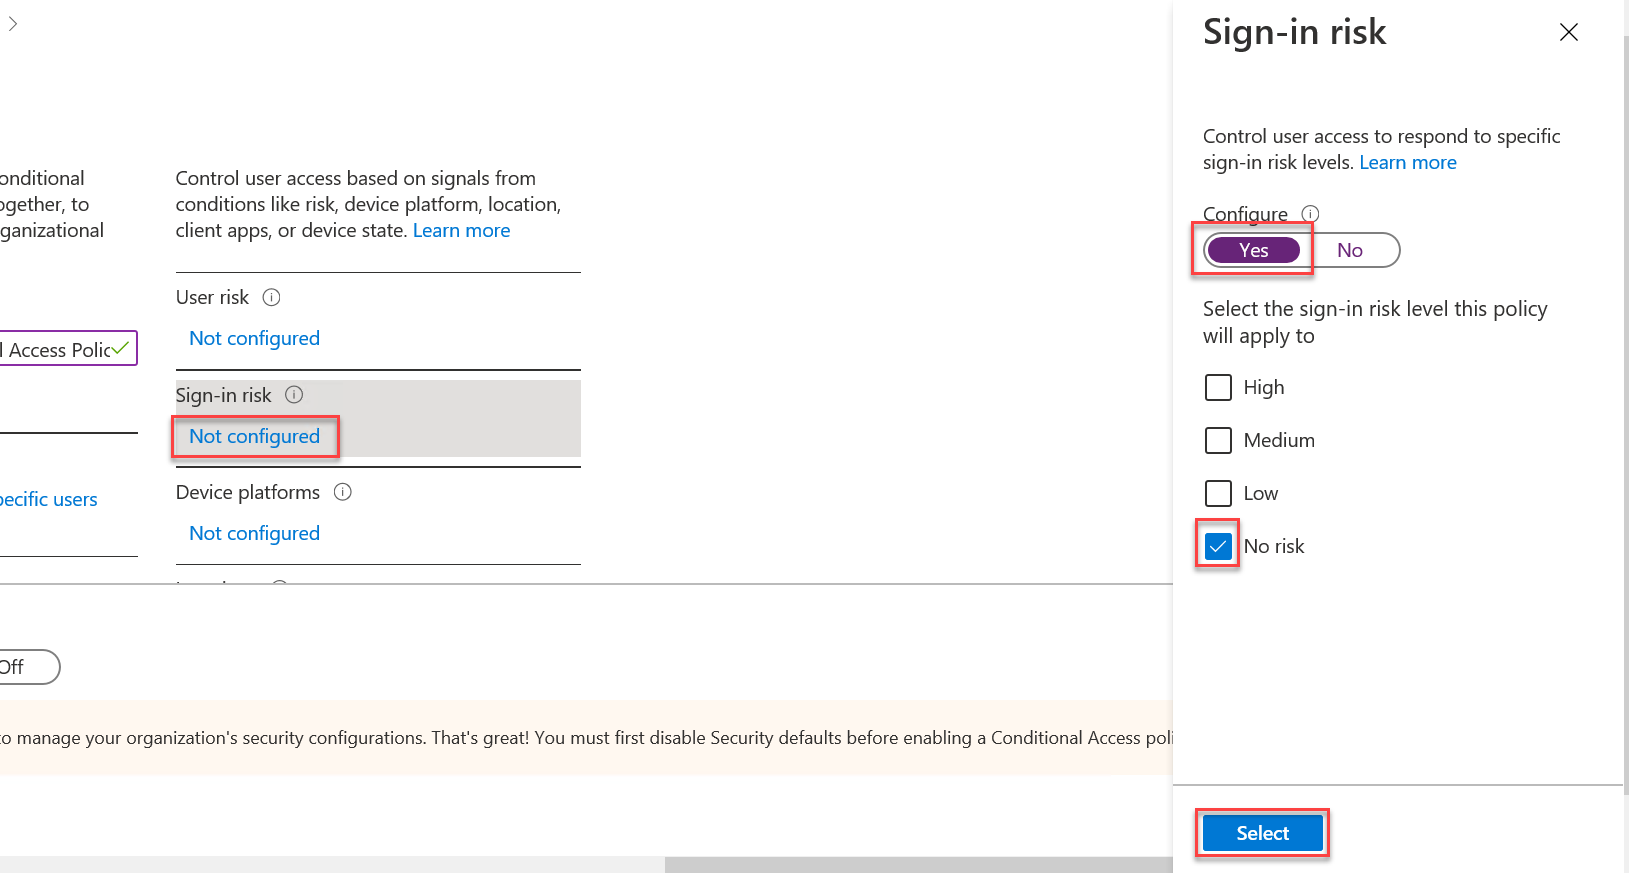 onditional
ogether, to
ganizational
l Access Polic
pecific users
Control user access based on signals from
conditions like risk, device platform, location,
client apps, or device state. Learn more
User risk
Not configured
Sign-in risk
Not configured
Device platforms
Not configured
Off
to manage your organization's security configurations. That's great! You must first disable Security defaults before enabling a Conditional Access poli
Sign-in risk
Control user access to respond to specific
sign-in risk levels. Learn more
Configure
Yes No
Select the sign-in risk level this policy
will apply to
High
Medium
Low
No risk
Select